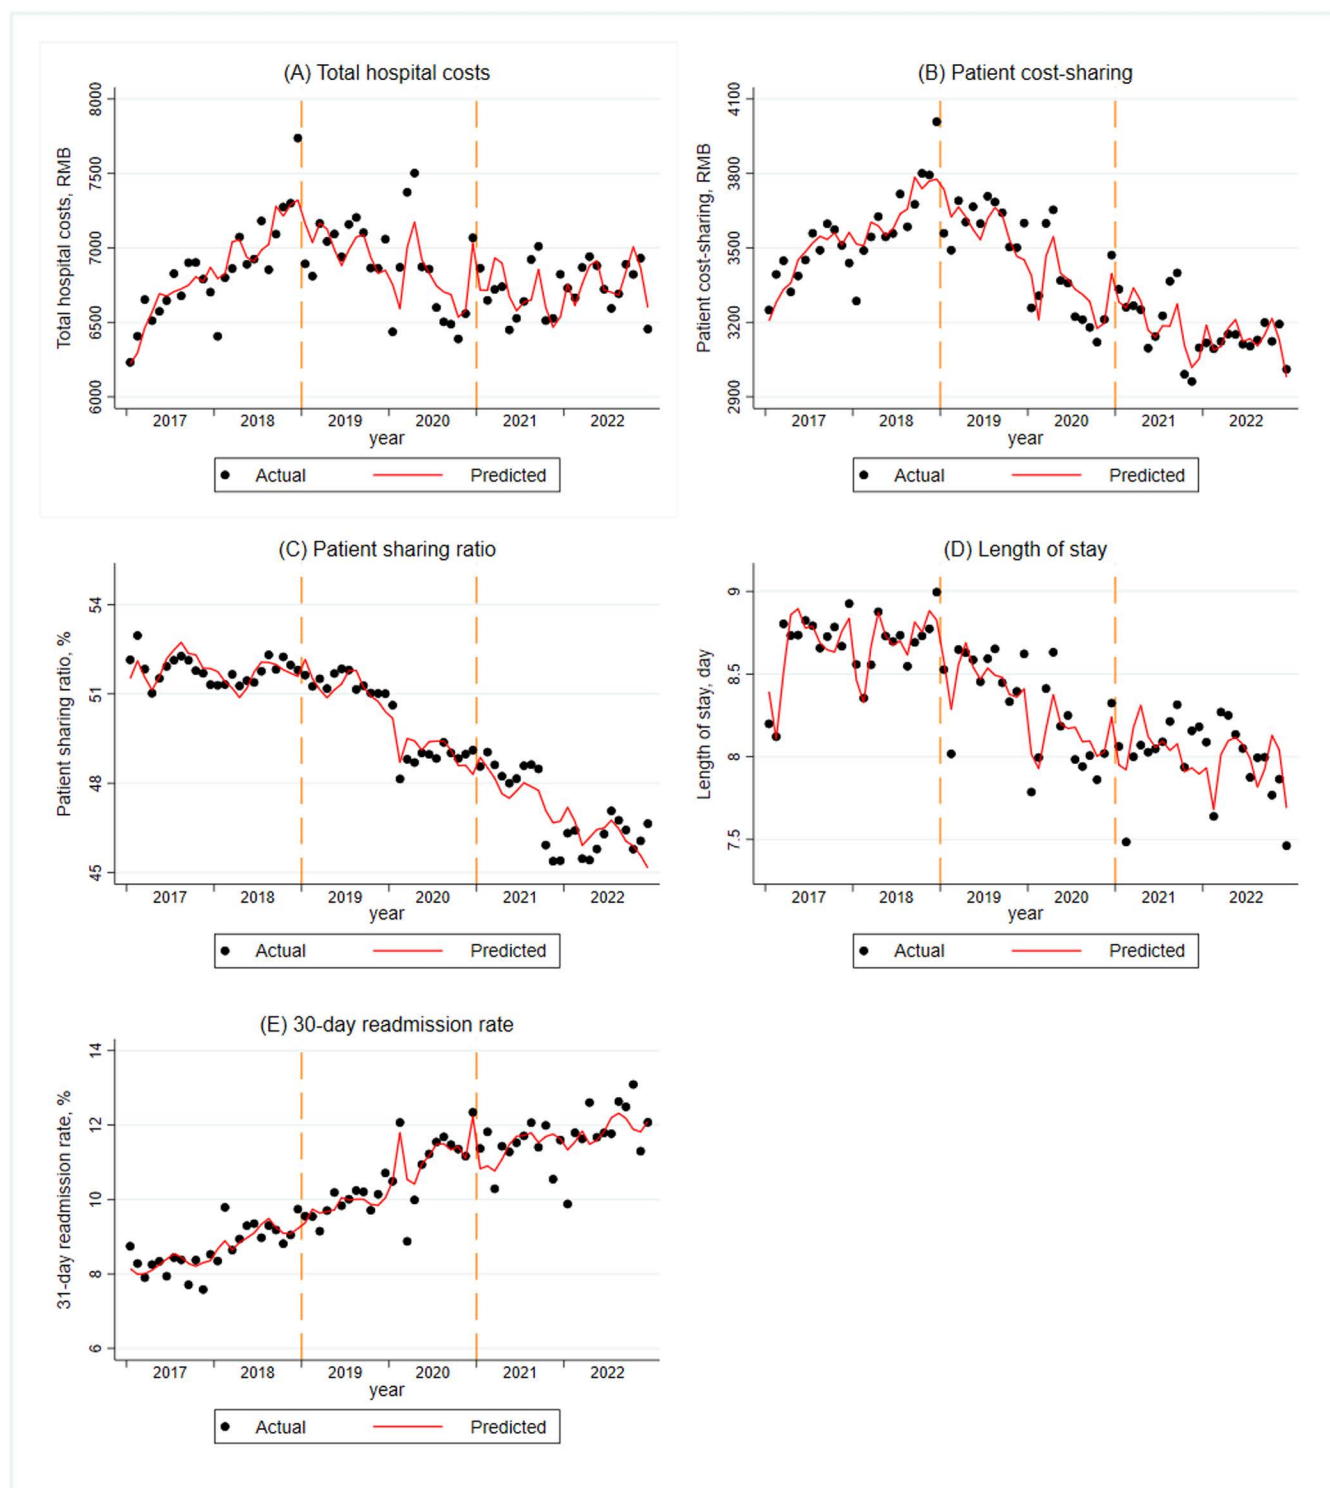 (A) Total hospital costs
Total hospital costs, RMB
8000
7500
7000
6500
6000
2017 2018 2019 2020 2021 2022
year
Actual Predicted
(B) Patient cost-sharing
Patient cost-sharing, RMB
4100
3800
3500
3200
2900
2017 2018 2019 2020 2021 2022
year
Actual Predicted
(C) Patient sharing ratio
Patient sharing ratio, %
54
51
48
45
2017 2018 2019 2020 2021 2022
year
Actual Predicted
(D) Length of stay
Length of stay, day
9
8.5
8
7.5
2017 2018 2019 2020 2021 2022
year
Actual Predicted
(E) 30-day readmission rate
31-day readmission rate, %
14
12
10
8
6
2017 2018 2019 2020 2021 2022
year
Actual Predicted